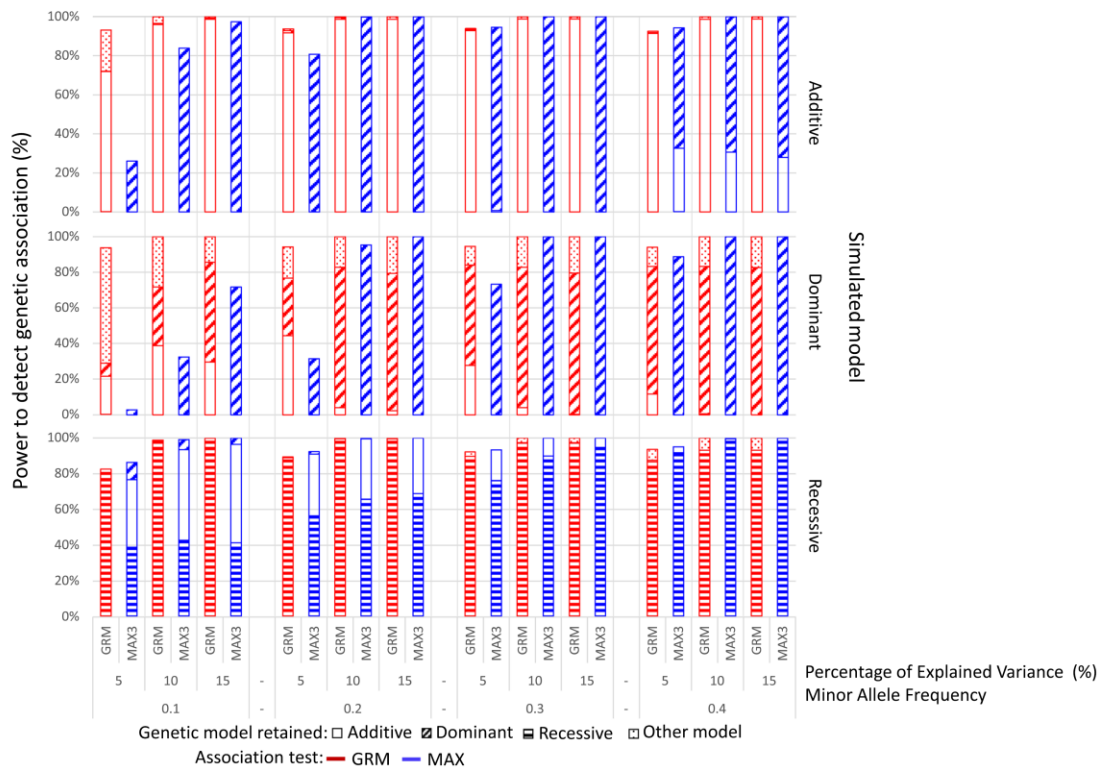 Power to detect genetic association (%)
100%
80%
60%
40%
20%
0%
Additive
100%
80%
60%
40%
20%
0%
Dominant
Simulated model
100%
80%
60%
40%
20%
0%
Recessive
GRM MAX3 GRM MAX3 GRM MAX3 GRM MAX3 GRM MAX3 GRM MAX3 GRM MAX3 GRM MAX3 GRM MAX3 GRM MAX3 GRM MAX3 GRM MAX3
5 10 15 - 5 10 15 - 5 10 15 - 5 10 15 Percentage of Explained Variance (%)
0.1 - 0.2 - 0.3 - 0.4 Minor Allele Frequency
Genetic model retained: Additive Dominant Recessive Other model
Association test: GRM MAX